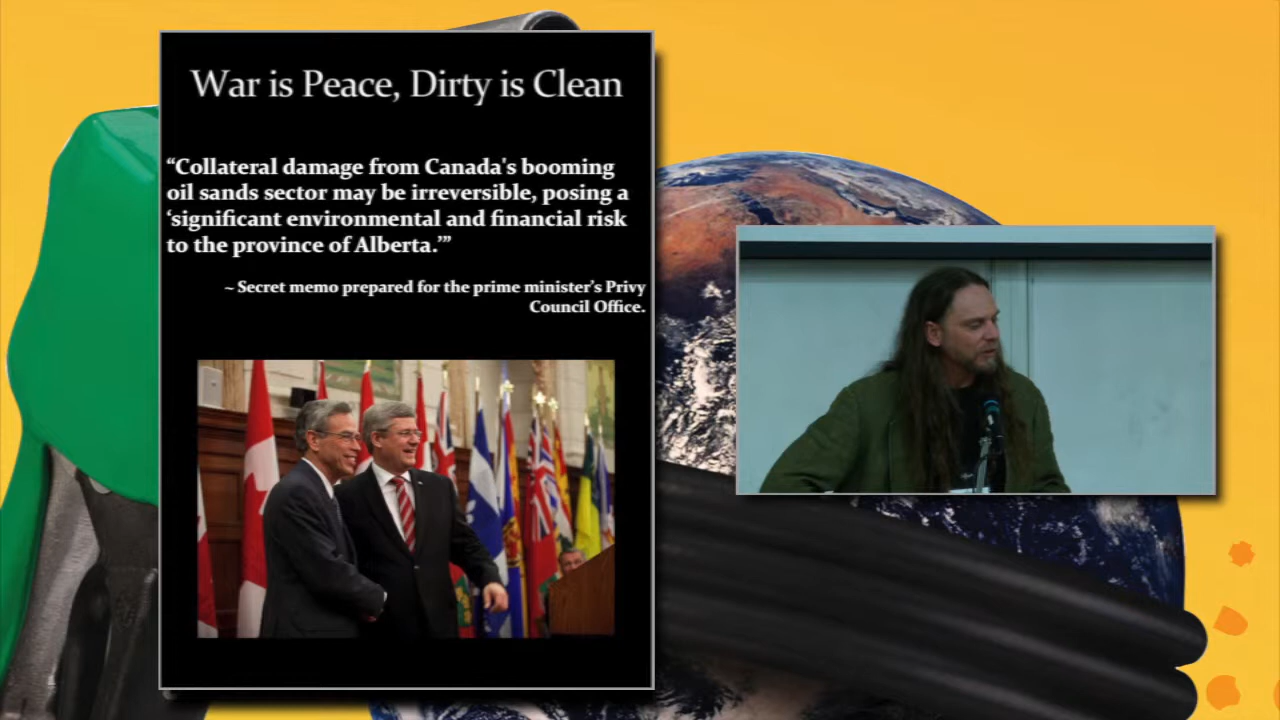 War is Peace, Dirty is Clean
“Collateral damage from Canada's booming
oil sands sector may be irreversible, posing a
‘significant environmental and financial risk
to the province of Alberta.’”
~ Secret memo prepared for the prime minister’s Privy
Council Office.